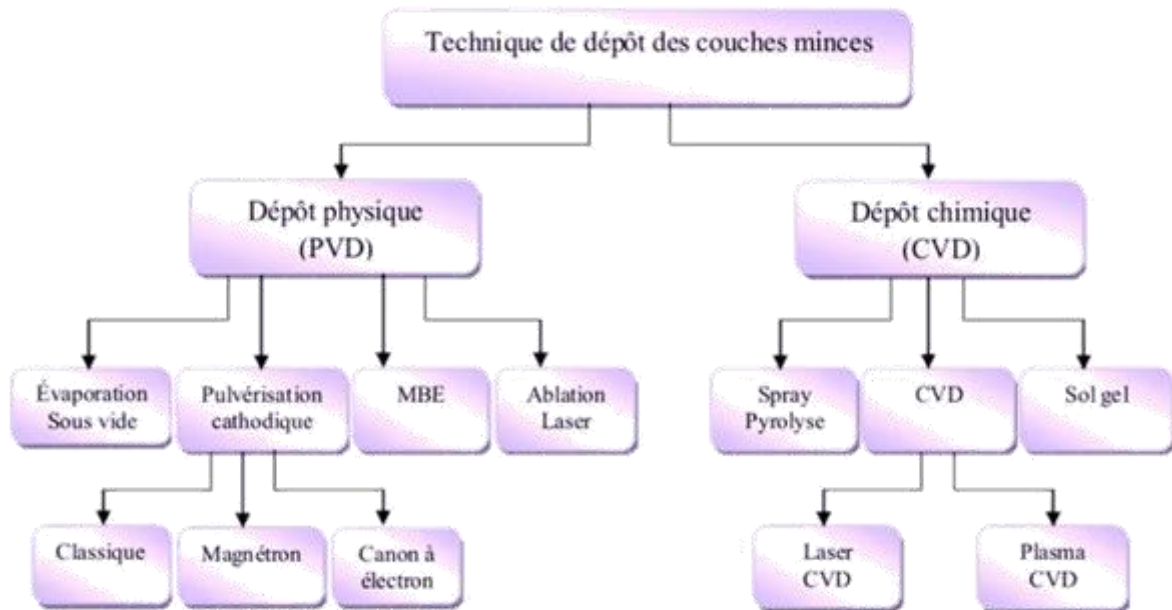 Technique de dépôt des couches minces
Dépôt physique
(PVD)
Dépôt chimique
(CVD)
Évaporation
Sous vide
Pulvérisation
cathodique
MBE
Ablation
Laser
Spray
Pyrolyse
CVD
Sol gel
Classique
Magnétron
Canon à
électron
Laser
CVD
Plasma
CVD